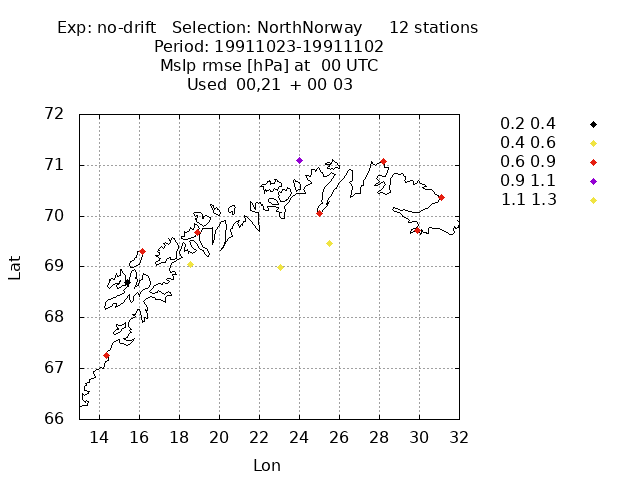 Exp: no-drift   Selection: NorthNorway     12 stations
Period: 19911023-19911102
Mslp rmse [hPa] at  00 UTC
Used  00,21  + 00 03
0.2 0.4
0.4 0.6
0.6 0.9
0.9 1.1
1.1 1.3
72
71
70
69
68
67
66
Lat
14 16 18 20 22 24 26 28 30 32
Lon